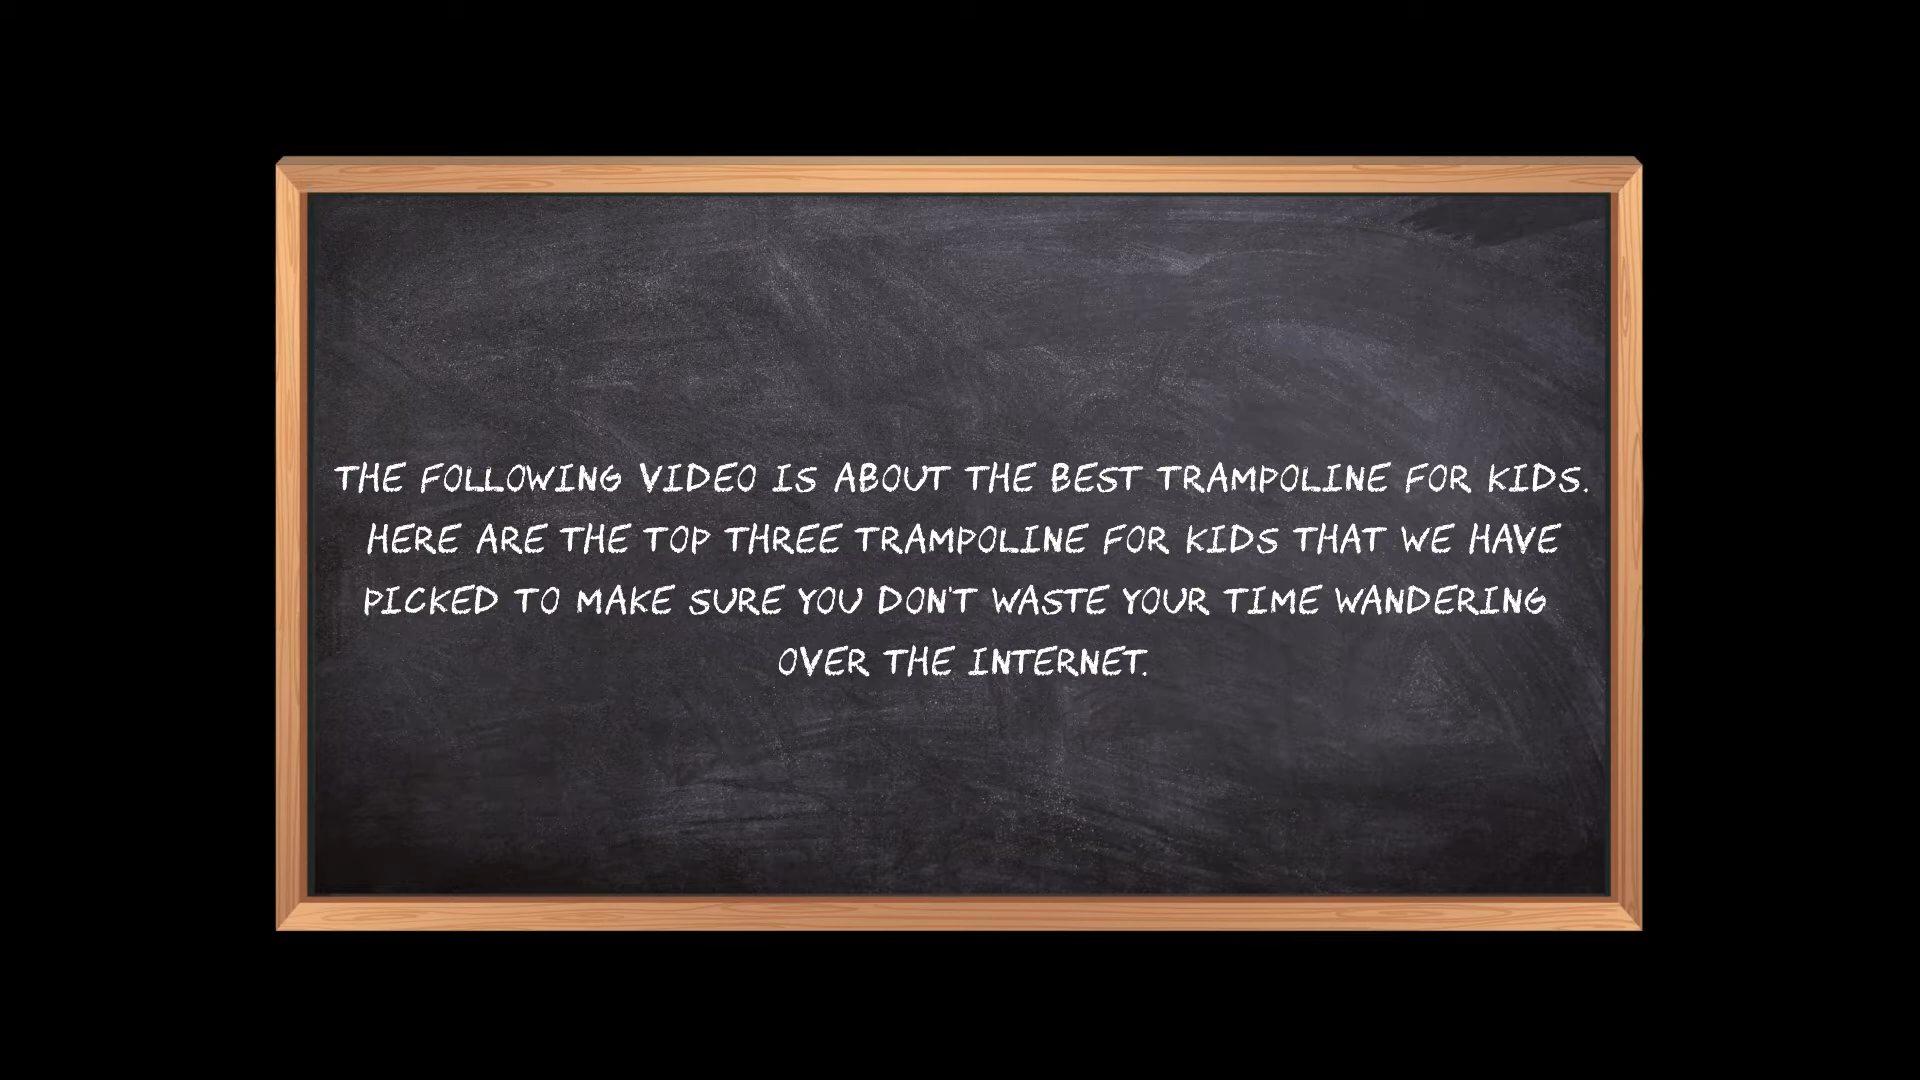 THE FOLLOWING VIDEO IS ABOUT THE BEST TRAMPOLINE FOR KIDS.
HERE ARE THE TOP THREE TRAMPOLINE FOR KIDS THAT WE HAVE
PICKED TO MAKE SURE YOU DON'T WASTE YOUR TIME WANDERING
OVER THE INTERNET.